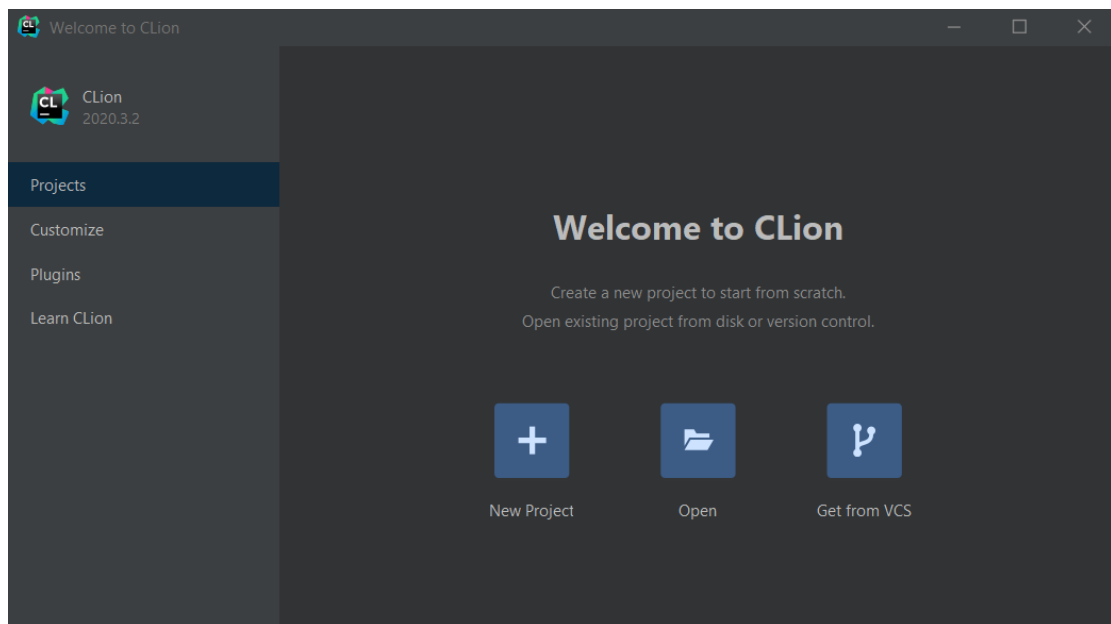 Welcome to CLion
CLion
2020.3.2
Projects
Customize
Plugins
Learn CLion
Welcome to CLion
Create a new project to start from scratch.
Open existing project from disk or version control.
New Project
Open
Get from VCS